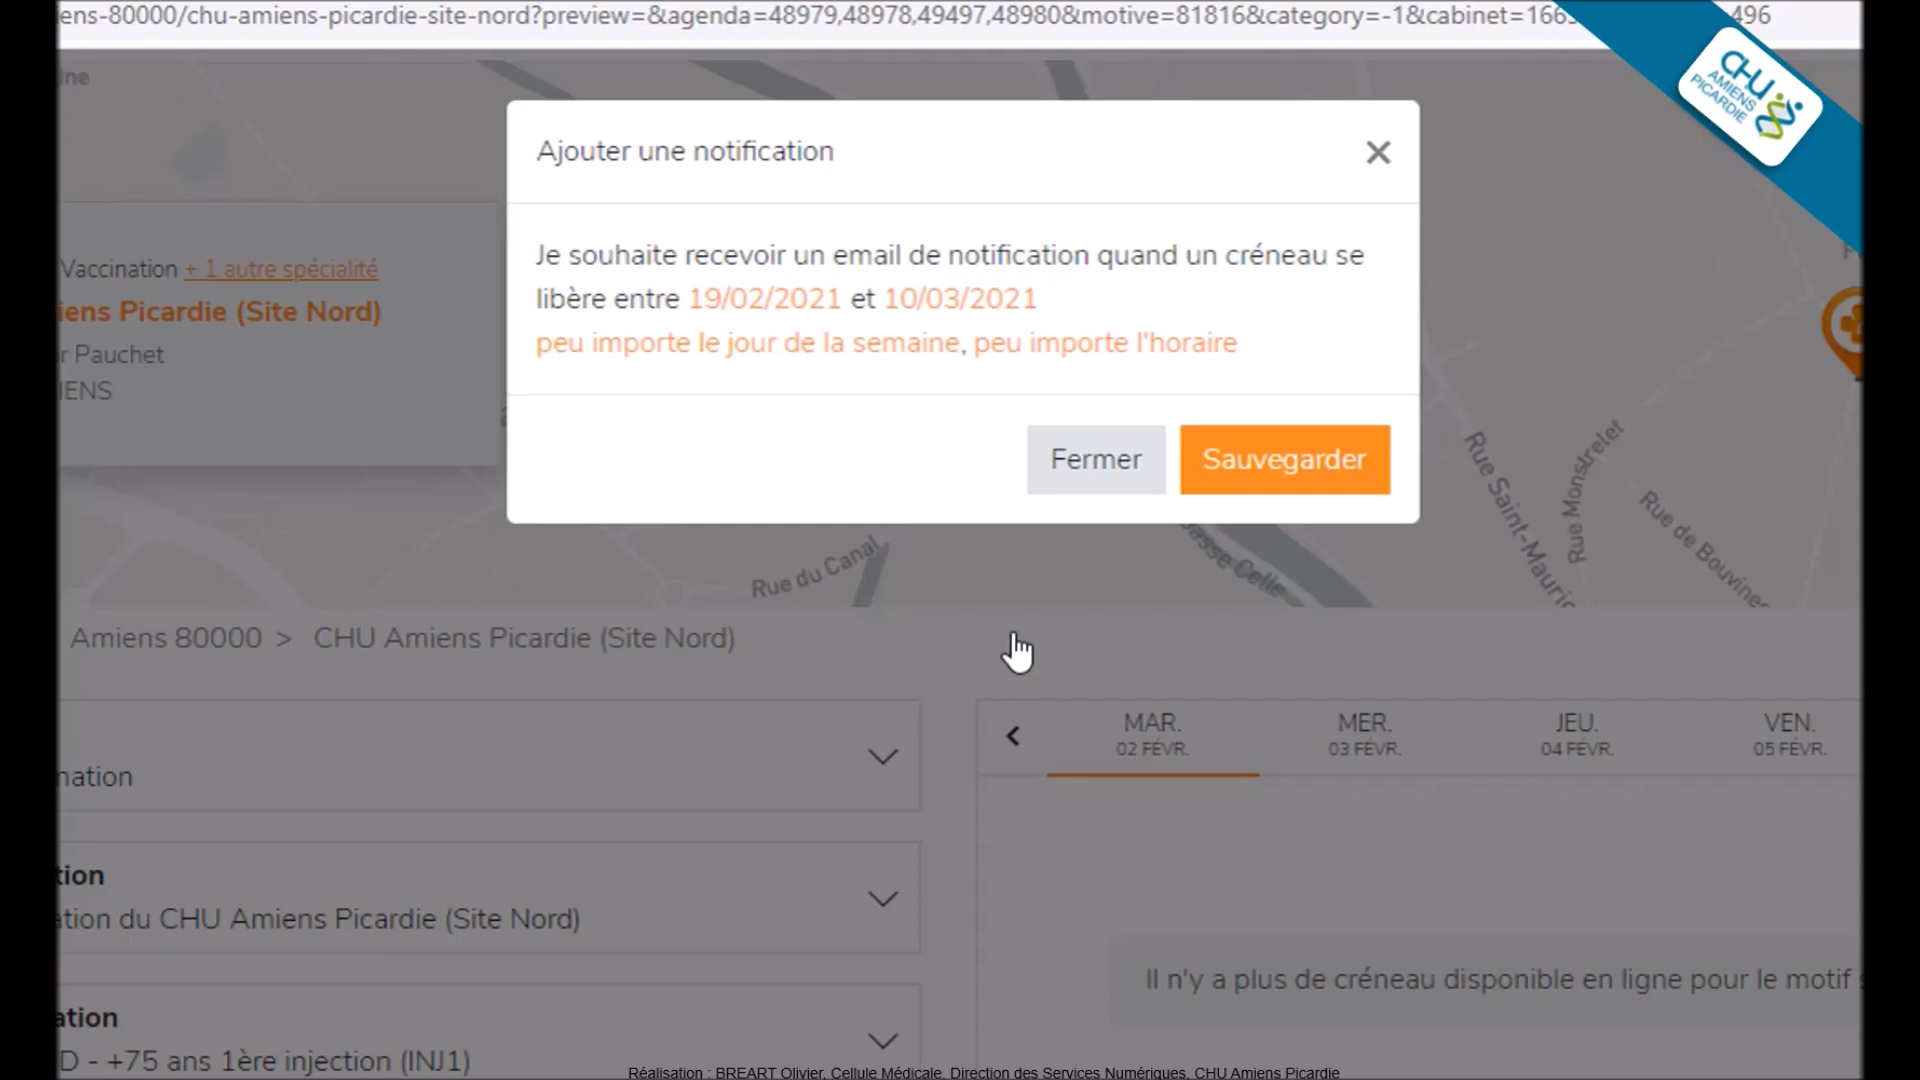 iens-80000/chu-amiens-picardie-site-nord?preview=&agenda=48979,48978,49497,48980&motive=81816&category=-1&cabinet=166 496
CHU
AMIENS
PICARDIE
Ajouter une notification
Je souhaite recevoir un email de notification quand un créneau se
libère entre 19/02/2021 et 10/03/2021
peu importe le jour de la semaine, peu importe l'horaire
Fermer Sauvegarder
Vaccination + 1 autre spécialité
iens Picardie (Site Nord)
r Pauchet
IENS
Rue du Canal
asse Celle
Rue Saint-Mauric
Rue Monstrelet
Rue de Bouvines
Amiens 80000 > CHU Amiens Picardie (Site Nord)
MAR. MER. JEU. VEN.
02 FÉVR. 03 FÉVR. 04 FÉVR. 05 FÉVR.
nation
tion
ation du CHU Amiens Picardie (Site Nord)
Il n'y a plus de créneau disponible en ligne pour le motif
ation
D - +75 ans 1ère injection (INJ1)
Réalisation : BREART Olivier, Cellule Médicale, Direction des Services Numériques, CHU Amiens Picardie